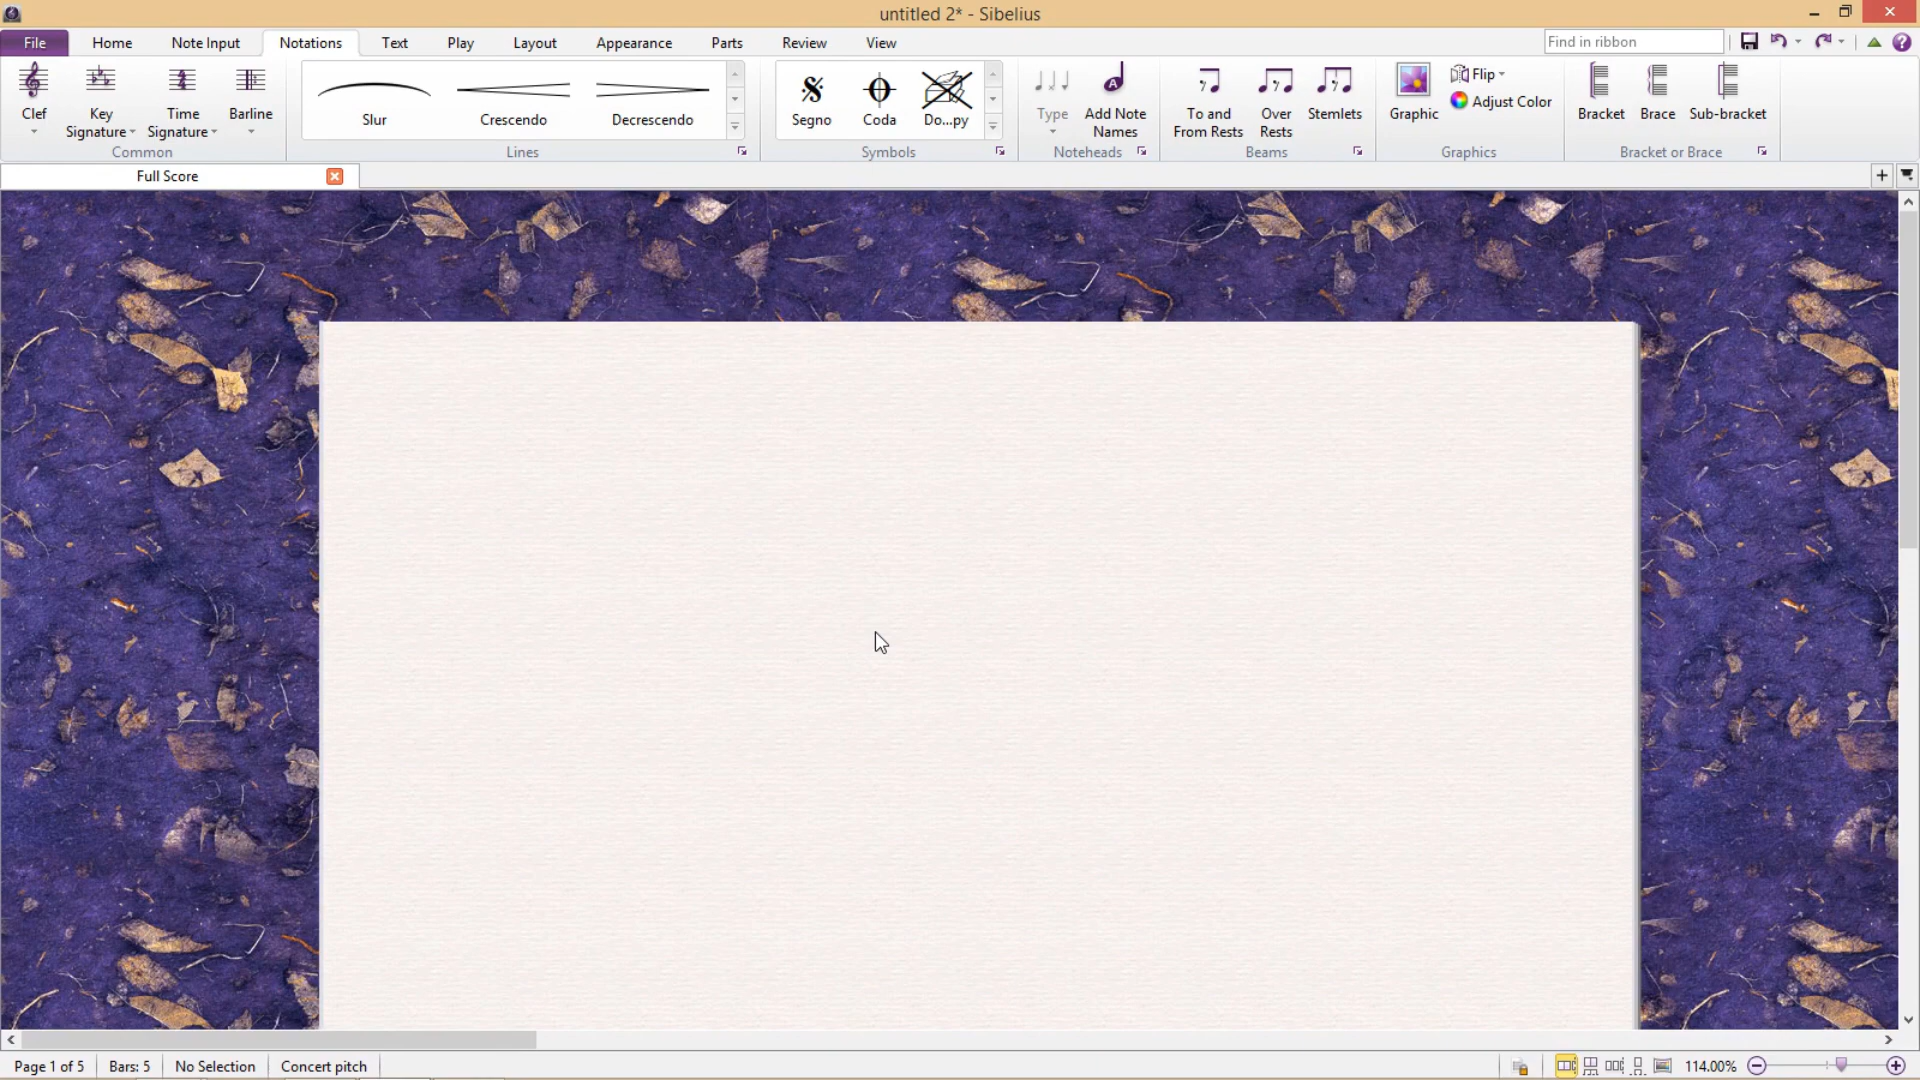 untitled 2* - Sibelius
File Home Note Input Notations Text Play Layout Appearance Parts Review View Find in ribbon
Clef Key Signature Time Signature Barline
Common
Slur Crescendo Decrescendo
Lines
Segno Coda Do...py
Symbols
Type Add Note Names
Noteheads
To and From Rests Over Rests Stemlets
Beams
Graphic Flip Adjust Color
Graphics
Bracket Brace Sub-bracket
Bracket or Brace
Full Score
Page 1 of 5 Bars: 5 No Selection Concert pitch 114.00%